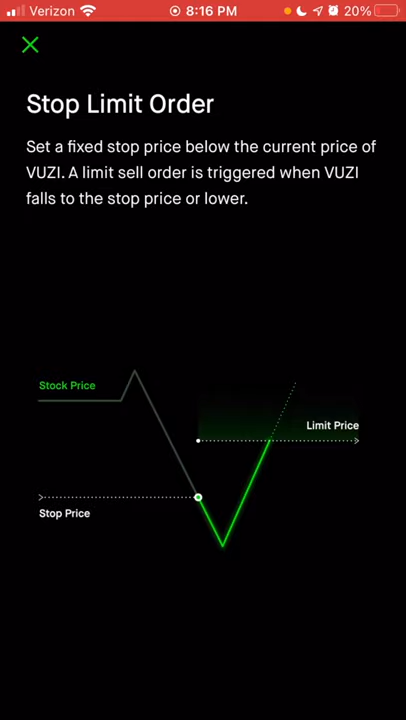 Verizon 8:16 PM 20%
Stop Limit Order
Set a fixed stop price below the current price of
VUZI. A limit sell order is triggered when VUZI
falls to the stop price or lower.
Stock Price
Limit Price
Stop Price